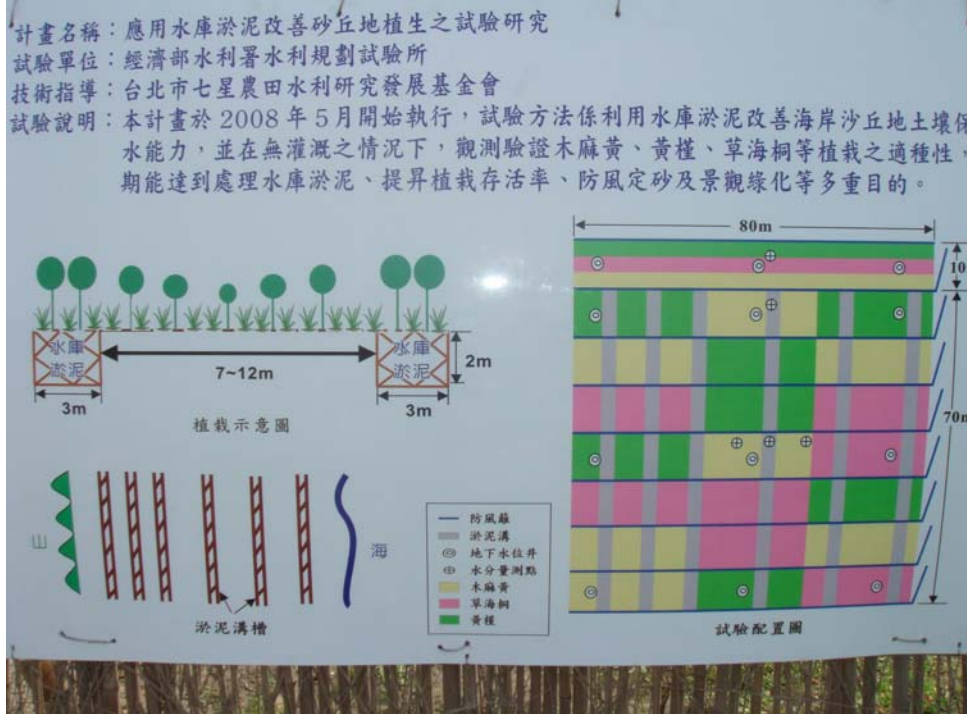 計畫名稱：應用水庫淤泥改善砂丘地植生之試驗研究
試驗單位：經濟部水利署水利規劃試驗所
技術指導：台北市七星農田水利研究發展基金會
試驗說明：本計畫於2008年5月開始執行，試驗方法係利用水庫淤泥改善海岸沙丘地土壤保
水能力，並在無灌溉之情況下，觀測驗證木麻黃、黃槿、草海桐等植栽之適種性，
期能達到處理水庫淤泥、提昇植栽存活率、防風定砂及景觀綠化等多重目的。
水庫
淤泥
7~12m
水庫
淤泥
2m
3m
3m
植栽示意圖
山
海
淤泥溝槽
防風籬
淤泥溝
地下水位井
水分量測點
木麻黃
草海桐
黃槿
80m
10
70m
試驗配置圖